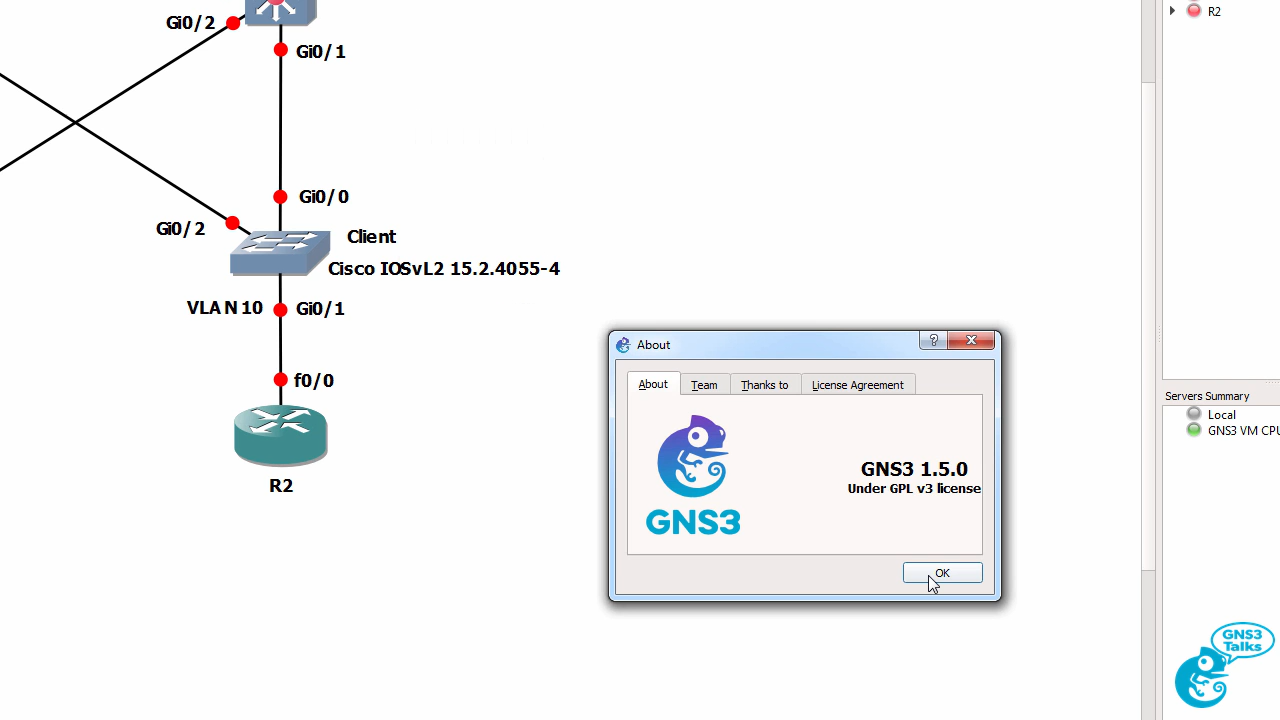 R2
Gi0/2
Gi0/1
Gi0/0
Gi0/2
Client
Cisco IOSvL2 15.2.4055-4
VLAN 10
Gi0/1
f0/0
R2
About
?
About
Team
Thanks to
License Agreement
GNS3 1.5.0
Under GPL v3 license
GNS3
OK
Servers Summary
Local
GNS3 VM CPU
GNS3
Talks